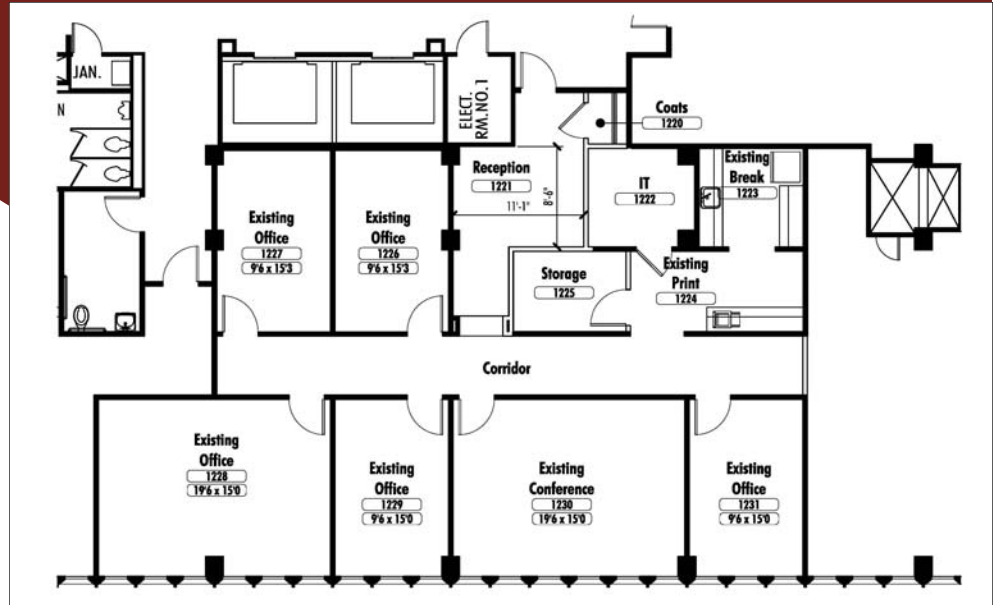 JAN.
N
ELECT.
RM.NO.1
Coats
1220
Reception
1221
11'-1"
8'-6"
IT
1222
Existing
Break
1223
Existing
Office
1227
9'6 x 15'3
Existing
Office
1226
9'6 x 15'3
Storage
1225
Existing
Print
1224
Corridor
Existing
Office
1228
19'6 x 15'0
Existing
Office
1229
9'6 x 15'0
Existing
Conference
1230
19'6 x 15'0
Existing
Office
1231
9'6 x 15'0